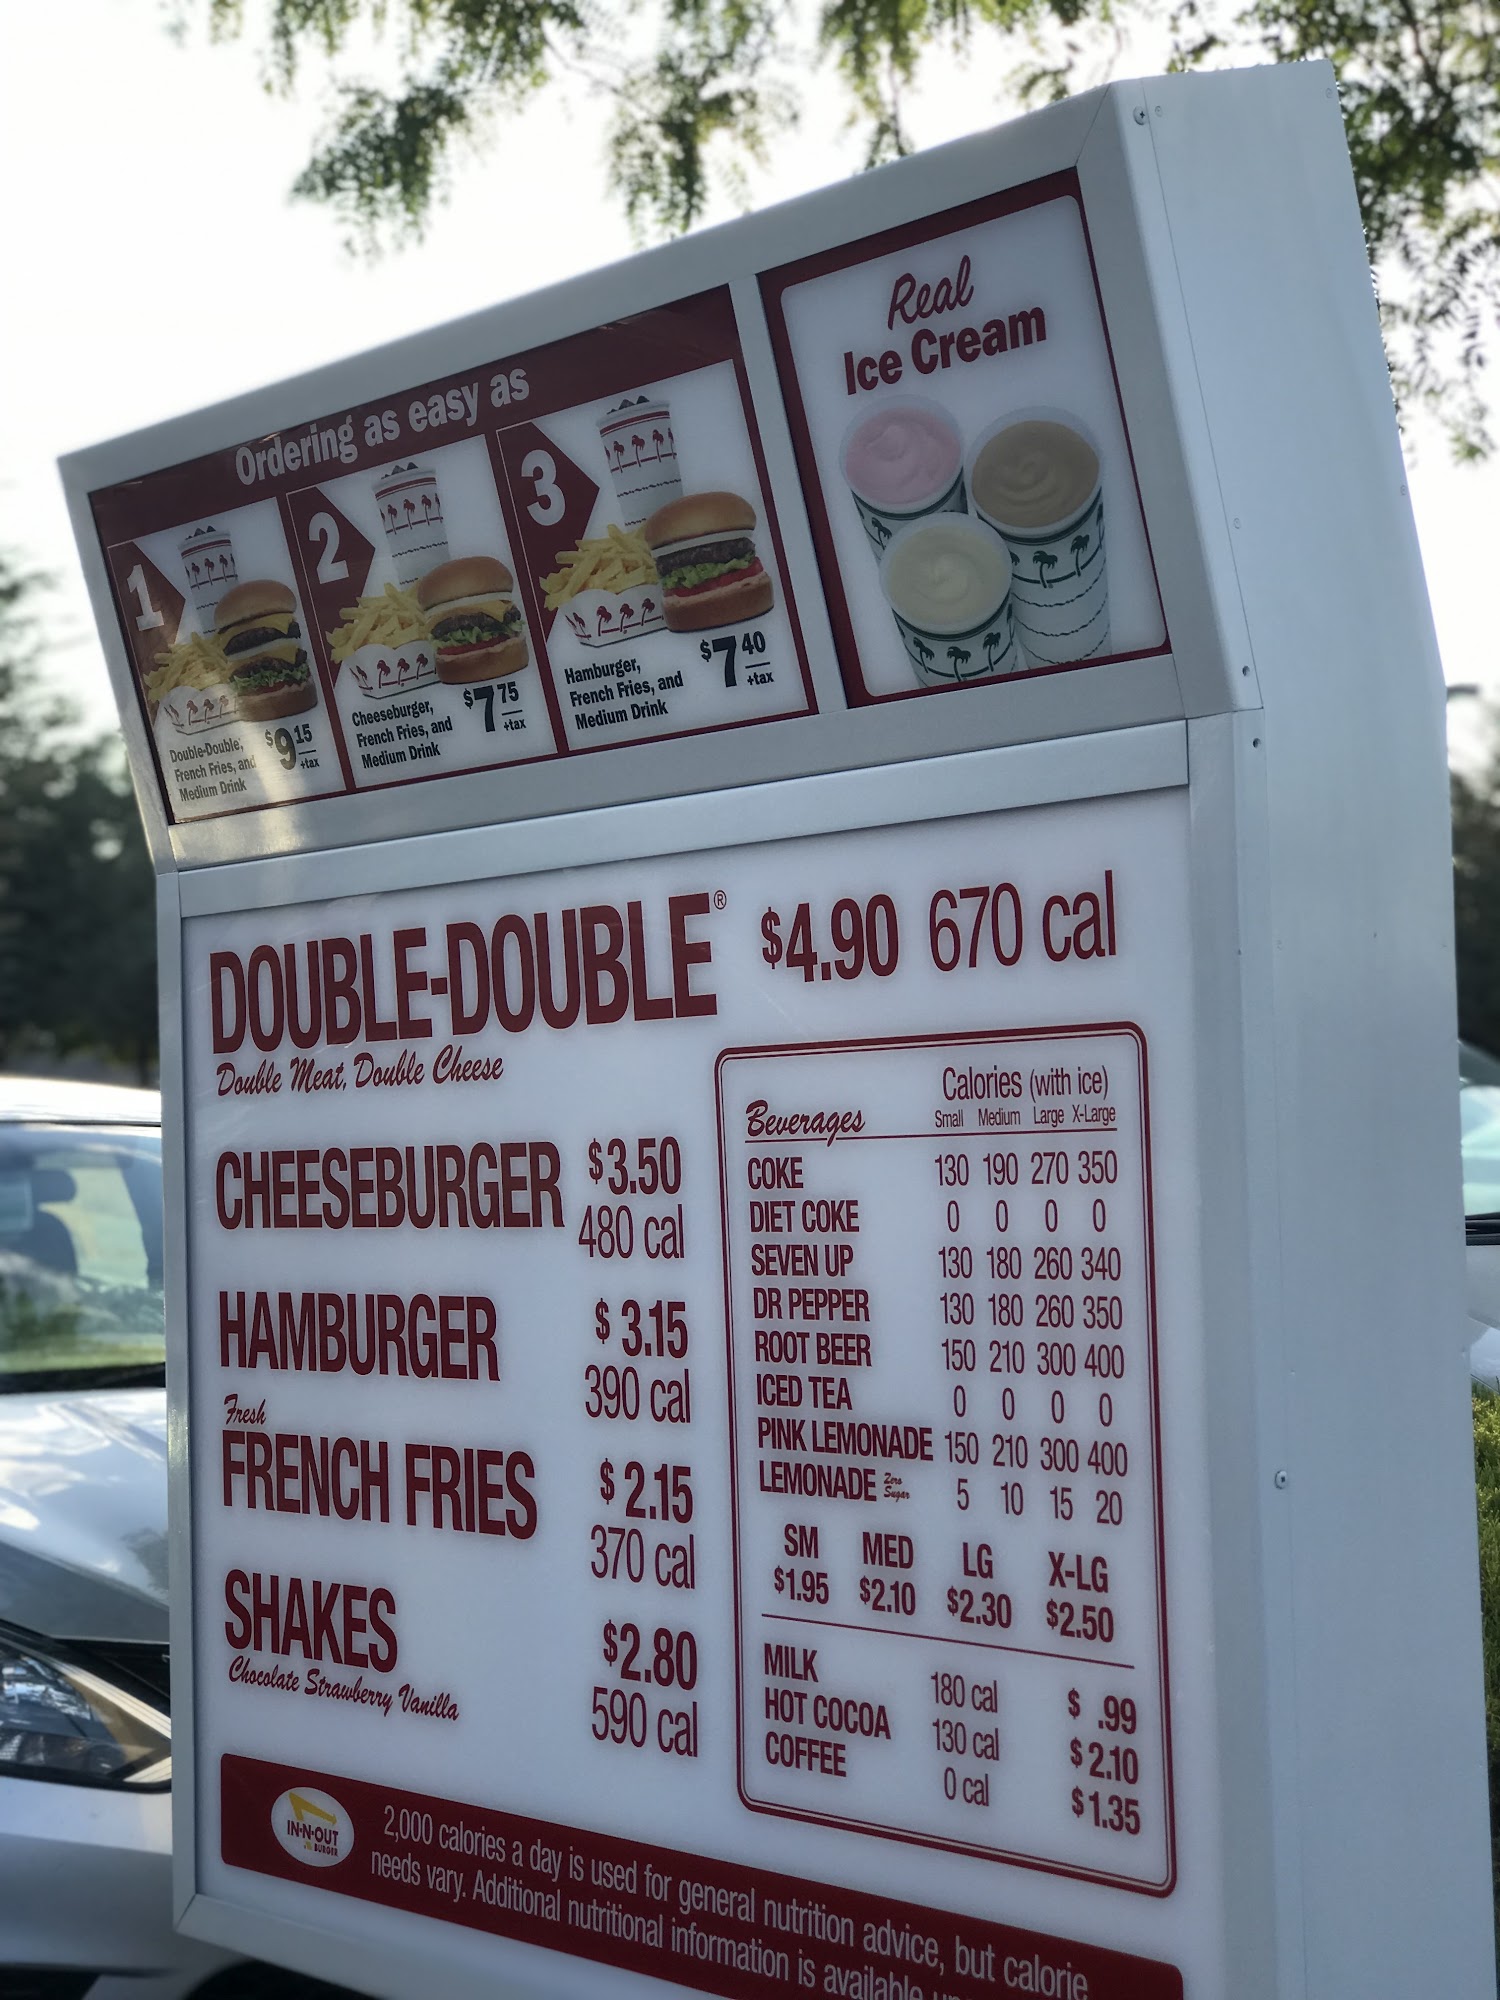 Real
Ice Cream
Ordering as easy as
1
Double-Double,
French Fries, and
Medium Drink
$9 15
+tax
2
Cheeseburger,
French Fries, and
Medium Drink
$7 75
+tax
3
Hamburger,
French Fries, and
Medium Drink
$7 40
+tax
DOUBLE-DOUBLE® $4.90 670 cal
Double Meat, Double Cheese
CHEESEBURGER $3.50
480 cal
HAMBURGER $3.15
390 cal
Fresh
FRENCH FRIES $2.15
370 cal
SHAKES $2.80
Chocolate Strawberry Vanilla 590 cal
Calories (with ice)
Beverages Small Medium Large X-Large
COKE 130 190 270 350
DIET COKE 0 0 0 0
SEVEN UP 130 180 260 340
DR PEPPER 130 180 260 350
ROOT BEER 150 210 300 400
ICED TEA 0 0 0 0
PINK LEMONADE 150 210 300 400
LEMONADE Zero Sugar 5 10 15 20
SM MED LG X-LG
$1.95 $2.10 $2.30 $2.50
MILK 180 cal $ .99
HOT COCOA 130 cal $2.10
COFFEE 0 cal $1.35
IN-N-OUT
BURGER
2,000 calories a day is used for general nutrition advice, but calorie
needs vary. Additional nutritional information is available